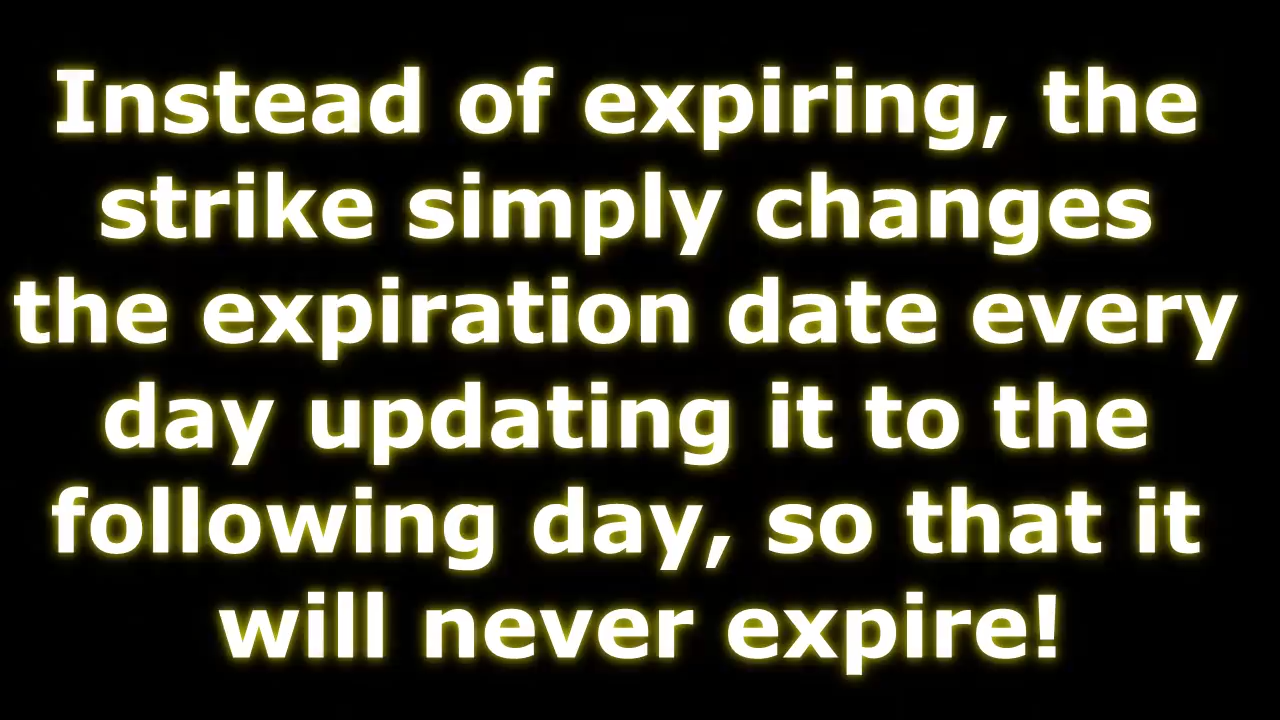 Instead of expiring, the
strike simply changes
the expiration date every
day updating it to the
following day, so that it
will never expire!